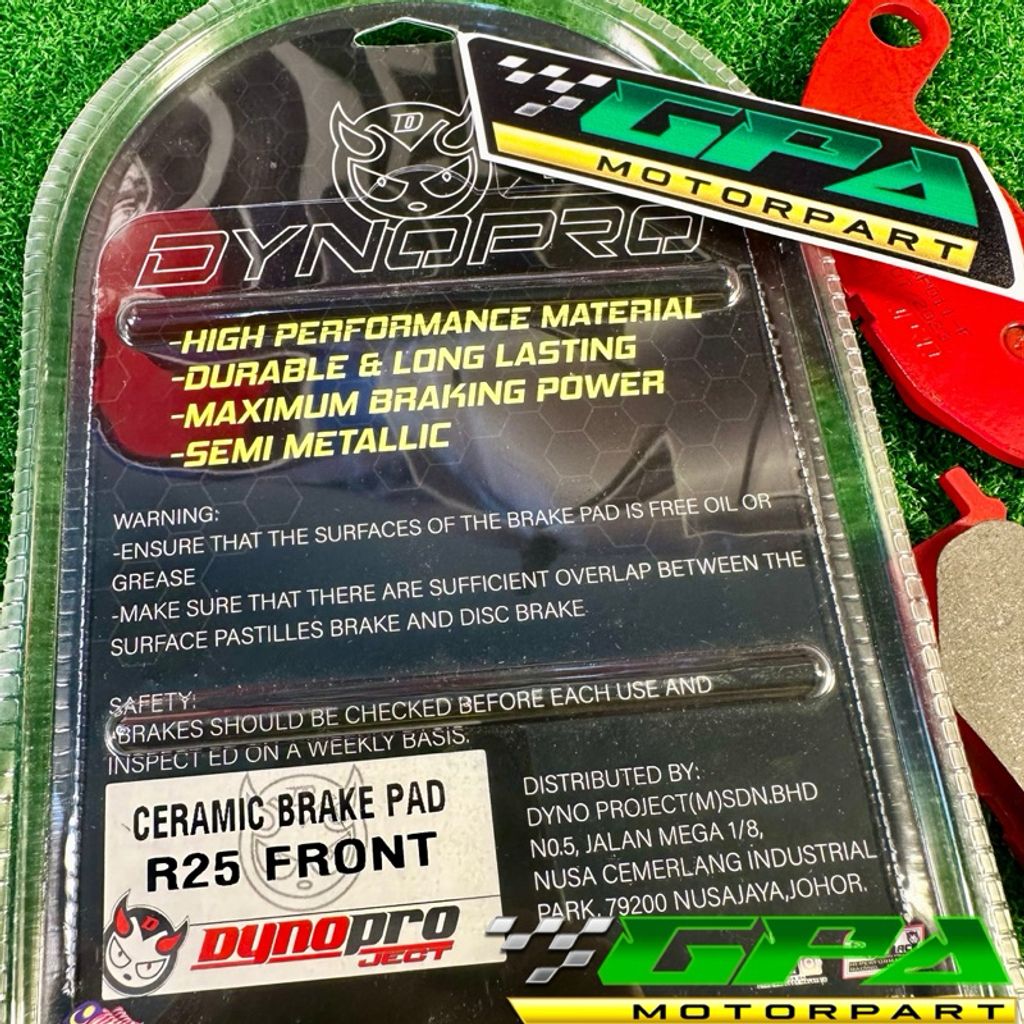 GPA
MOTORPART
D
DYNOPRO
-HIGH PERFORMANCE MATERIAL
-DURABLE & LONG LASTING
-MAXIMUM BRAKING POWER
-SEMI METALLIC
WARNING:
-ENSURE THAT THE SURFACES OF THE BRAKE PAD IS FREE OIL OR
GREASE
-MAKE SURE THAT THERE ARE SUFFICIENT OVERLAP BETWEEN THE
SURFACE PASTILLES BRAKE AND DISC BRAKE
SAFETY:
-BRAKES SHOULD BE CHECKED BEFORE EACH USE AND
INSPECT ED ON A WEEKLY BASIS.
CERAMIC BRAKE PAD
R25 FRONT
D
DYNOPRO
JECT
DISTRIBUTED BY:
DYNO PROJECT(M)SDN.BHD
NO.5, JALAN MEGA 1/8,
NUSA CEMERLANG INDUSTRIAL
PARK, 79200 NUSAJAYA,JOHOR.
GPA
MOTORPART